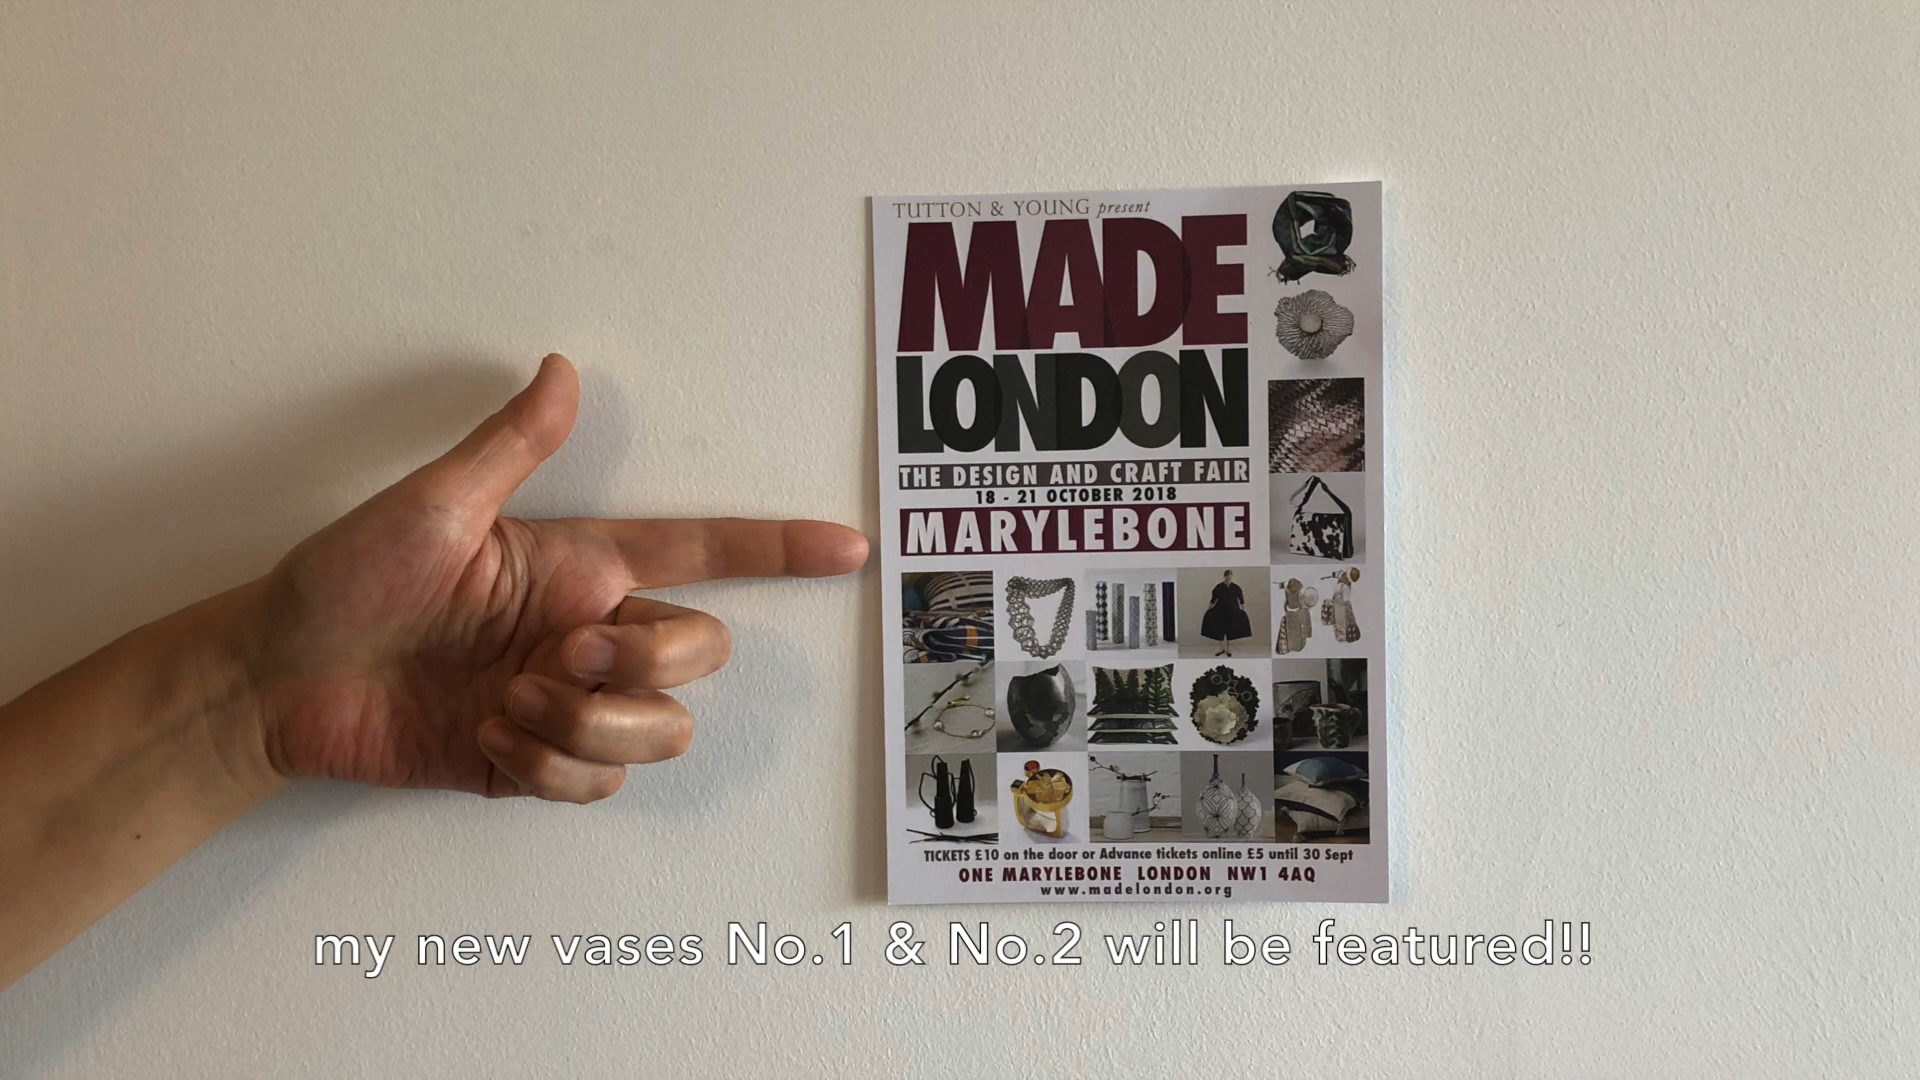 TUTTON & YOUNG present
MADE
LONDON
THE DESIGN AND CRAFT FAIR
18 - 21 OCTOBER 2018
MARYLEBONE
TICKETS £10 on the door or Advance tickets online £5 until 30 Sept
ONE MARYLEBONE LONDON NW1 4AQ
www.madelondon.org
my new vases No.1 & No.2 will be featured!!